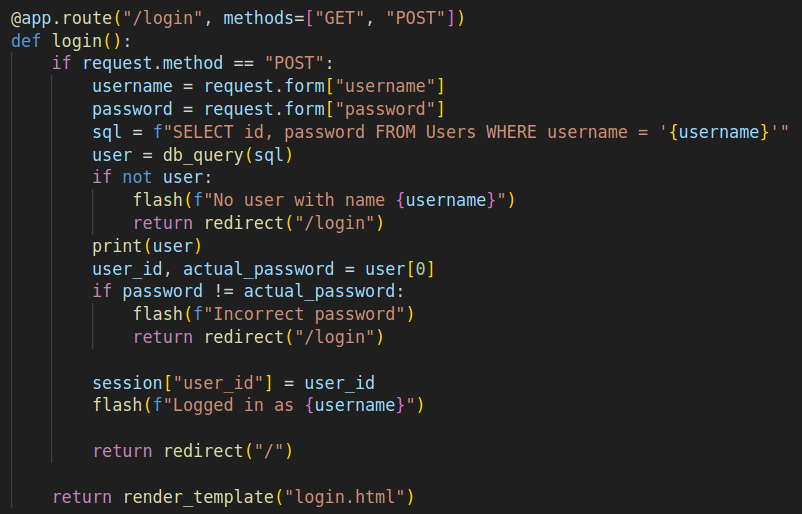 @app.route("/login", methods=["GET", "POST"])
def login():
    if request.method == "POST":
        username = request.form["username"]
        password = request.form["password"]
        sql = f"SELECT id, password FROM Users WHERE username = '{username}'"
        user = db_query(sql)
        if not user:
            flash(f"No user with name {username}")
            return redirect("/login")
        print(user)
        user_id, actual_password = user[0]
        if password != actual_password:
            flash(f"Incorrect password")
            return redirect("/login")
        session["user_id"] = user_id
        flash(f"Logged in as {username}")
        return redirect("/")
    return render_template("login.html")